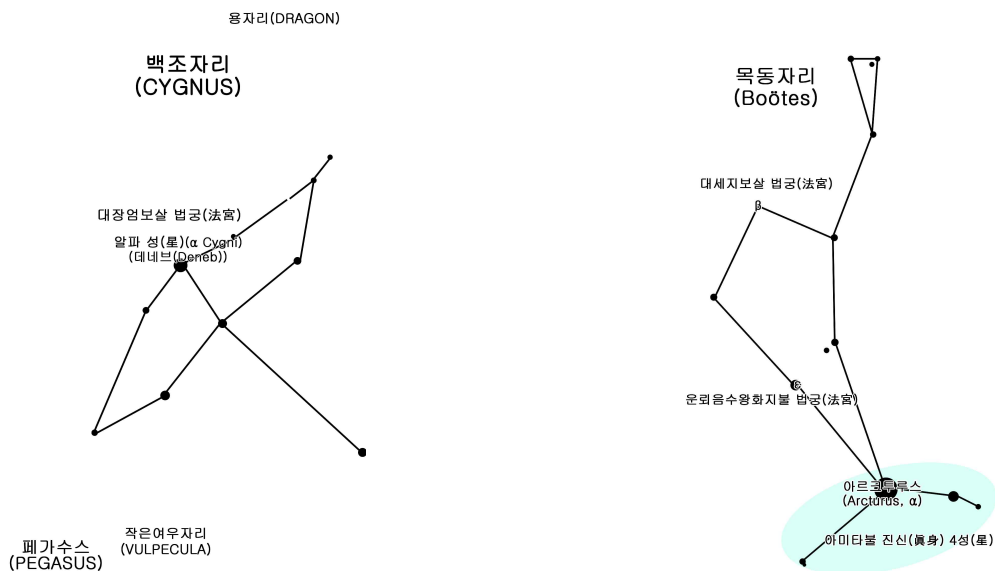 용자리(DRAGON)
백조자리
(CYGNUS)
대장엄보살 법궁(法宮)
알파 성(星)(α Cygni)
(데네브(Deneb))
페가수스
(PEGASUS)
작은여우자리
(VULPECULA)
목동자리
(Boötes)
대세지보살 법궁(法宮)
β
ε
운뢰음수왕화지불 법궁(法宮)
아르크투루스
(Arcturus, α)
아미타불 진신(眞身) 4성(星)